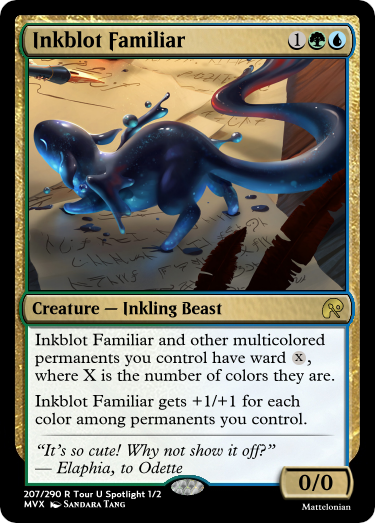 Inkblot Familiar 1
Creature — Inkling Beast
Inkblot Familiar and other multicolored
permanents you control have ward X,
where X is the number of colors they are.
Inkblot Familiar gets +1/+1 for each
color among permanents you control.
“It’s so cute! Why not show it off?”
— Elaphia, to Odette
0/0
207/290 R Tour U Spotlight 1/2
MVX SANDARA TANG
Mattelonian